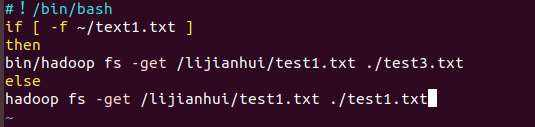 #！/bin/bash
if [ -f ~/text1.txt ]
then
bin/hadoop fs -get /lijianhui/test1.txt ./test3.txt
else
hadoop fs -get /lijianhui/test1.txt ./test1.txt
~